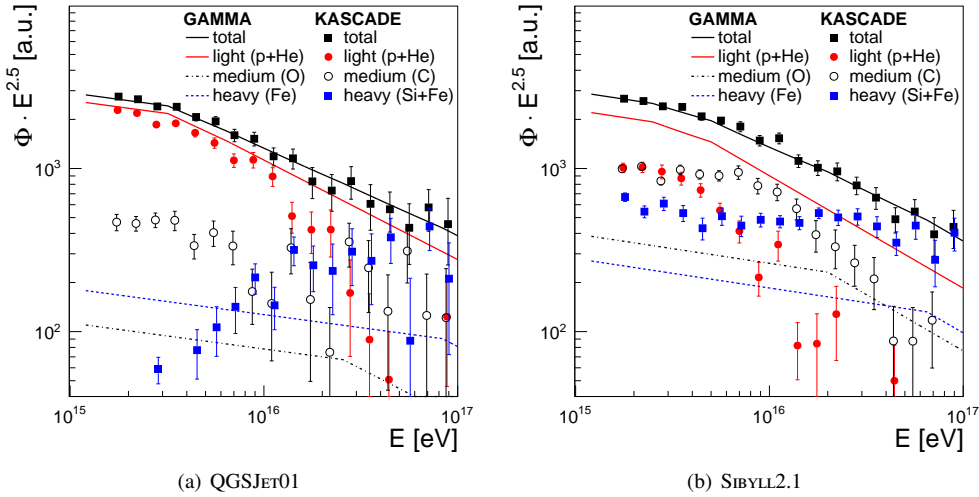 GAMMA KASCADE
total total
light (p+He) light (p+He)
medium (O) medium (C)
heavy (Fe) heavy (Si+Fe)
Φ · E^2.5 [a.u.]
10^3
10^2
10^15 10^16 10^17
E [eV]
(a) QGSJET01
GAMMA KASCADE
total total
light (p+He) light (p+He)
medium (O) medium (C)
heavy (Fe) heavy (Si+Fe)
Φ · E^2.5 [a.u.]
10^3
10^2
10^15 10^16 10^17
E [eV]
(b) SIBYLL2.1